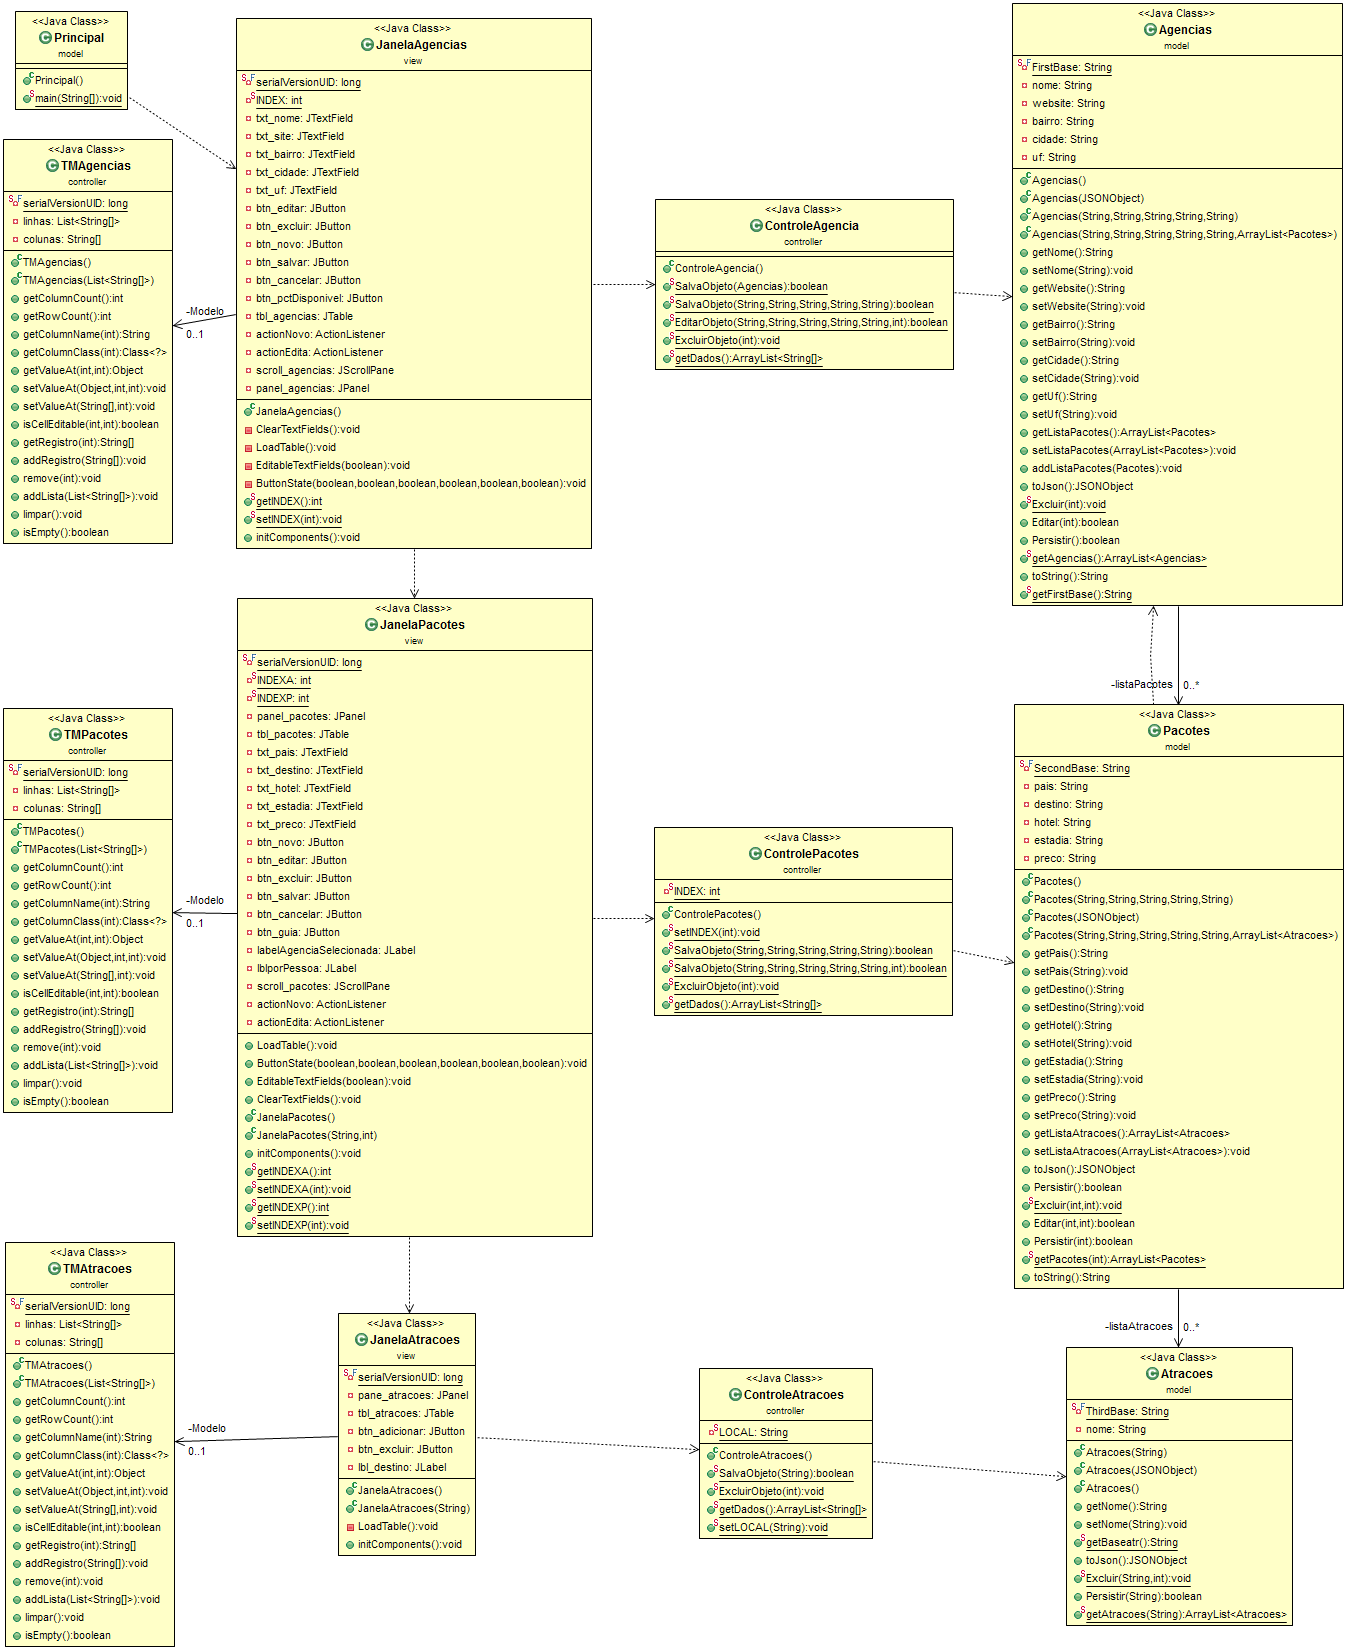 <<Java Class>>
Principal
model
Principal()
main(String[]):void
<<Java Class>>
JanelaAgencias
view
serialVersionUID: long
INDEX: int
txt_nome: JTextField
txt_site: JTextField
txt_bairro: JTextField
txt_cidade: JTextField
txt_uf: JTextField
btn_editar: JButton
btn_excluir: JButton
btn_novo: JButton
btn_salvar: JButton
btn_cancelar: JButton
btn_pctDisponivel: JButton
tbl_agencias: JTable
actionNovo: ActionListener
actionEdita: ActionListener
scroll_agencias: JScrollPane
panel_agencias: JPanel
JanelaAgencias()
ClearTextFields():void
LoadTable():void
EditableTextFields(boolean):void
ButtonState(boolean,boolean,boolean,boolean,boolean,boolean):void
getINDEX():int
setINDEX(int):void
initComponents():void
<<Java Class>>
Agencias
model
FirstBase: String
nome: String
website: String
bairro: String
cidade: String
uf: String
Agencias()
Agencias(JSONObject)
Agencias(String,String,String,String,String)
Agencias(String,String,String,String,String,ArrayList<Pacotes>)
getNome():String
setNome(String):void
getWebsite():String
setWebsite(String):void
getBairro():String
setBairro(String):void
getCidade():String
setCidade(String):void
getUf():String
setUf(String):void
getListaPacotes():ArrayList<Pacotes>
setListaPacotes(ArrayList<Pacotes>):void
addListaPacotes(Pacotes):void
toJson():JSONObject
Excluir(int):void
Editar(int):boolean
Persistir():boolean
getAgencias():ArrayList<Agencias>
toString():String
getFirstBase():String
<<Java Class>>
TMAgencias
controller
serialVersionUID: long
linhas: List<String[]>
colunas: String[]
TMAgencias()
TMAgencias(List<String[]>)
getColumnCount():int
getRowCount():int
getColumnName(int):String
getColumnClass(int):Class<?>
getValueAt(int,int):Object
setValueAt(Object,int,int):void
setValueAt(String[],int):void
isCellEditable(int,int):boolean
getRegistro(int):String[]
addRegistro(String[]):void
remove(int):void
addLista(List<String[]>):void
limpar():void
isEmpty():boolean
-Modelo
0..1
<<Java Class>>
ControleAgencia
controller
ControleAgencia()
SalvaObjeto(Agencias):boolean
SalvaObjeto(String,String,String,String,String):boolean
EditarObjeto(String,String,String,String,String,int):boolean
ExcluirObjeto(int):void
getDados():ArrayList<String[]>
<<Java Class>>
JanelaPacotes
view
serialVersionUID: long
INDEXA: int
INDEXP: int
panel_pacotes: JPanel
tbl_pacotes: JTable
txt_pais: JTextField
txt_destino: JTextField
txt_hotel: JTextField
txt_estadia: JTextField
txt_preco: JTextField
btn_novo: JButton
btn_editar: JButton
btn_excluir: JButton
btn_salvar: JButton
btn_cancelar: JButton
btn_guia: JButton
labelAgenciaSelecionada: JLabel
lblporPessoa: JLabel
scroll_pacotes: JScrollPane
actionNovo: ActionListener
actionEdita: ActionListener
LoadTable():void
ButtonState(boolean,boolean,boolean,boolean,boolean,boolean):void
EditableTextFields(boolean):void
ClearTextFields():void
JanelaPacotes()
JanelaPacotes(String,int)
initComponents():void
getINDEXA():int
setINDEXA(int):void
getINDEXP():int
setINDEXP(int):void
-listaPacotes
0..*
<<Java Class>>
TMPacotes
controller
serialVersionUID: long
linhas: List<String[]>
colunas: String[]
TMPacotes()
TMPacotes(List<String[]>)
getColumnCount():int
getRowCount():int
getColumnName(int):String
getColumnClass(int):Class<?>
getValueAt(int,int):Object
setValueAt(Object,int,int):void
setValueAt(String[],int):void
isCellEditable(int,int):boolean
getRegistro(int):String[]
addRegistro(String[]):void
remove(int):void
addLista(List<String[]>):void
limpar():void
isEmpty():boolean
-Modelo
0..1
<<Java Class>>
ControlePacotes
controller
INDEX: int
ControlePacotes()
setINDEX(int):void
SalvaObjeto(String,String,String,String,String):boolean
SalvaObjeto(String,String,String,String,String,int):boolean
ExcluirObjeto(int):void
getDados():ArrayList<String[]>
<<Java Class>>
Pacotes
model
SecondBase: String
pais: String
destino: String
hotel: String
estadia: String
preco: String
Pacotes()
Pacotes(String,String,String,String,String)
Pacotes(JSONObject)
Pacotes(String,String,String,String,String,ArrayList<Atracoes>)
getPais():String
setPais(String):void
getDestino():String
setDestino(String):void
getHotel():String
setHotel(String):void
getEstadia():String
setEstadia(String):void
getPreco():String
setPreco(String):void
getListaAtracoes():ArrayList<Atracoes>
setListaAtracoes(ArrayList<Atracoes>):void
toJson():JSONObject
Persistir():boolean
Excluir(int,int):void
Editar(int,int):boolean
Persistir(int):boolean
getPacotes(int):ArrayList<Pacotes>
toString():String
<<Java Class>>
TMAtracoes
controller
serialVersionUID: long
linhas: List<String[]>
colunas: String[]
TMAtracoes()
TMAtracoes(List<String[]>)
getColumnCount():int
getRowCount():int
getColumnName(int):String
getColumnClass(int):Class<?>
getValueAt(int,int):Object
setValueAt(Object,int,int):void
setValueAt(String[],int):void
isCellEditable(int,int):boolean
getRegistro(int):String[]
addRegistro(String[]):void
remove(int):void
addLista(List<String[]>):void
limpar():void
isEmpty():boolean
-Modelo
0..1
<<Java Class>>
JanelaAtracoes
view
serialVersionUID: long
pane_atracoes: JPanel
tbl_atracoes: JTable
btn_adicionar: JButton
btn_excluir: JButton
lbl_destino: JLabel
JanelaAtracoes()
JanelaAtracoes(String)
LoadTable():void
initComponents():void
<<Java Class>>
ControleAtracoes
controller
LOCAL: String
ControleAtracoes()
SalvaObjeto(String):boolean
ExcluirObjeto(int):void
getDados():ArrayList<String[]>
setLOCAL(String):void
-listaAtracoes
0..*
<<Java Class>>
Atracoes
model
ThirdBase: String
nome: String
Atracoes(String)
Atracoes(JSONObject)
Atracoes()
getNome():String
setNome(String):void
getBaseatr():String
toJson():JSONObject
Excluir(String,int):void
Persistir(String):boolean
getAtracoes(String):ArrayList<Atracoes>